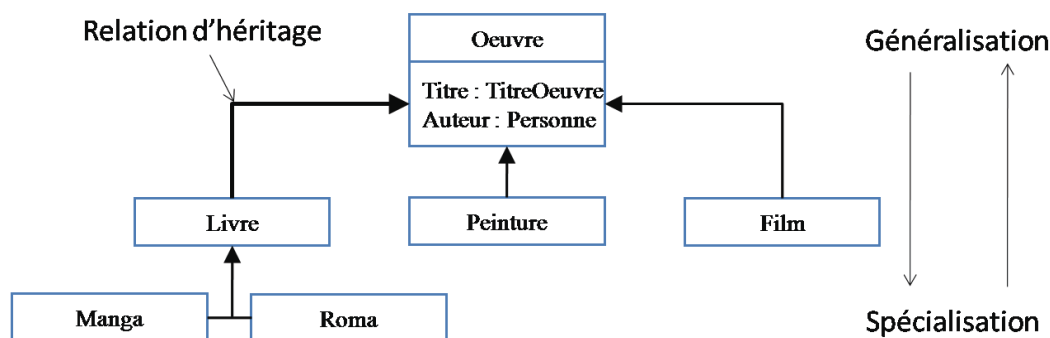 Relation d'héritage
Oeuvre
Généralisation
Titre : TitreOeuvre
Auteur : Personne
Livre
Peinture
Film
Manga
Roma
Spécialisation